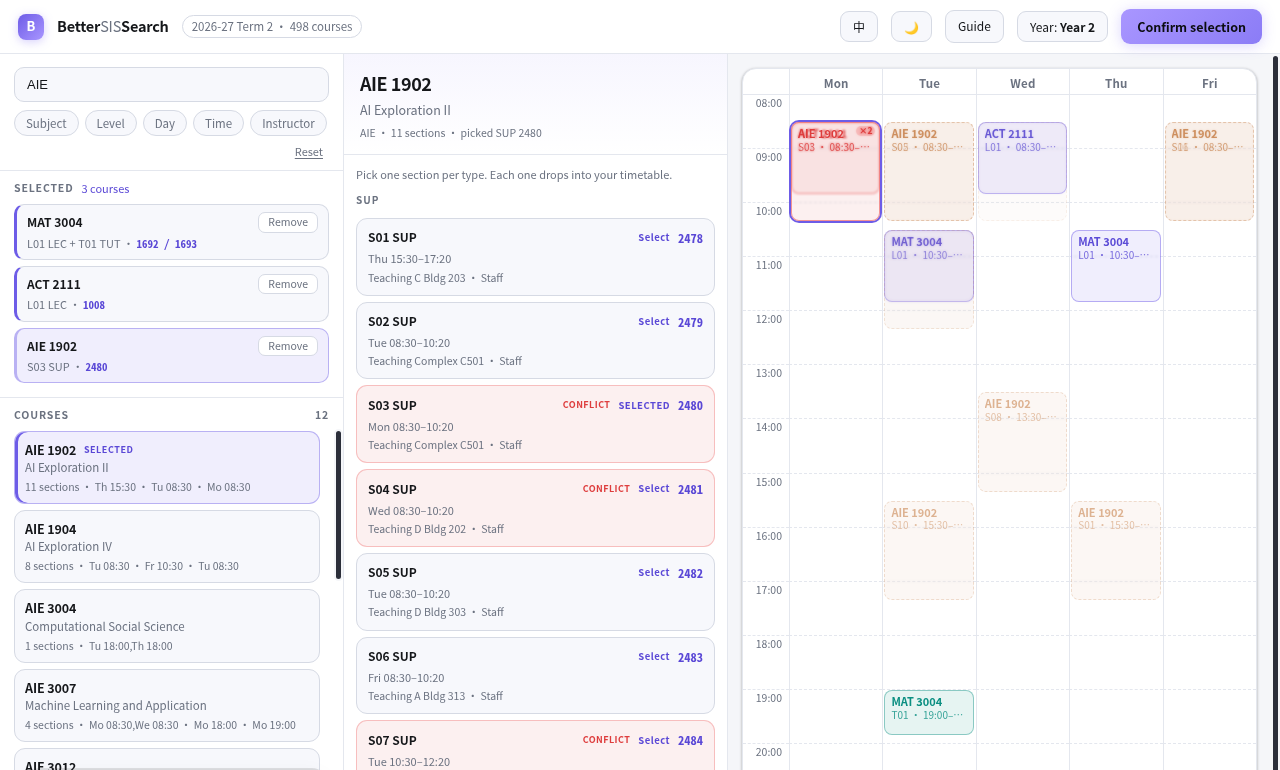 B BetterSISSearch 2026-27 Term 2 • 498 courses 中 🌙 Guide Year: Year 2 Confirm selection
AIE
Subject Level Day Time Instructor
Reset
SELECTED 3 courses
MAT 3004 Remove
L01 LEC + T01 TUT • 1692 / 1693
ACT 2111 Remove
L01 LEC • 1008
AIE 1902 Remove
S03 SUP • 2480
COURSES 12
AIE 1902 SELECTED
AI Exploration II
11 sections • Th 15:30 • Tu 08:30 • Mo 08:30
AIE 1904
AI Exploration IV
8 sections • Tu 08:30 • Fr 10:30 • Tu 08:30
AIE 3004
Computational Social Science
1 sections • Tu 18:00,Th 18:00
AIE 3007
Machine Learning and Application
4 sections • Mo 08:30,We 08:30 • Mo 18:00 • Mo 19:00
AIE 3012
AIE 1902
AI Exploration II
AIE • 11 sections • picked SUP 2480
Pick one section per type. Each one drops into your timetable.
SUP
S01 SUP Select 2478
Thu 15:30–17:20
Teaching C Bldg 203 • Staff
S02 SUP Select 2479
Tue 08:30–10:20
Teaching Complex C501 • Staff
S03 SUP CONFLICT SELECTED 2480
Mon 08:30–10:20
Teaching Complex C501 • Staff
S04 SUP CONFLICT Select 2481
Wed 08:30–10:20
Teaching D Bldg 202 • Staff
S05 SUP Select 2482
Tue 08:30–10:20
Teaching D Bldg 303 • Staff
S06 SUP Select 2483
Fri 08:30–10:20
Teaching A Bldg 313 • Staff
S07 SUP CONFLICT Select 2484
Tue 10:30–12:20
Mon Tue Wed Thu Fri
08:00
AIE 1902 ×2
S03 • 08:30–…
AIE 1902
08:30–…
ACT 2111
L01 • 08:30–…
AIE 1902
08:30–…
09:00
10:00
MAT 3004
L01 • 10:30–…
MAT 3004
L01 • 10:30–…
11:00
12:00
13:00
AIE 1902
S08 • 13:30–…
14:00
15:00
AIE 1902
S10 • 15:30–…
AIE 1902
S01 • 15:30–…
16:00
17:00
18:00
19:00
MAT 3004
T01 • 19:00–…
20:00